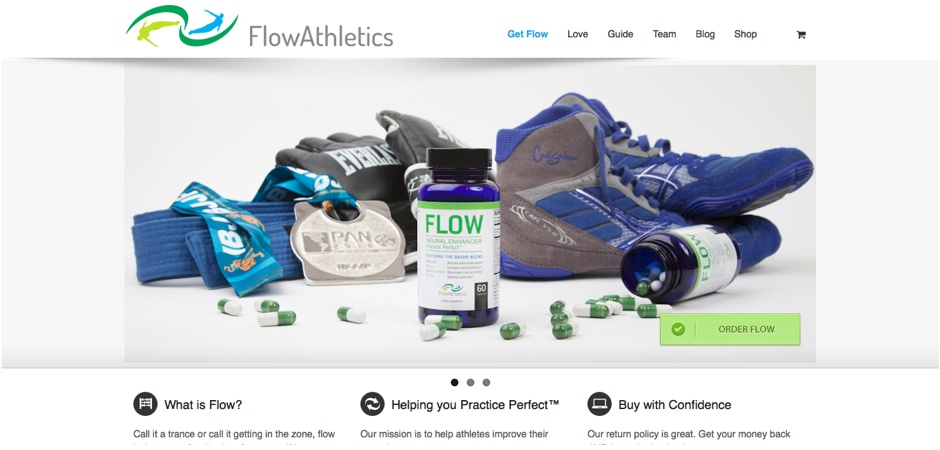 FlowAthletics
Get Flow
Love
Guide
Team
Blog
Shop
EVERLAST
PAN
FLOW
NEURAL ENHANCER
Practice Perfect
FlowAthletics
60
FLOW
ORDER FLOW
What is Flow?
Helping you Practice Perfect™
Buy with Confidence
Call it a trance or call it getting in the zone, flow
Our mission is to help athletes improve their
Our return policy is great. Get your money back